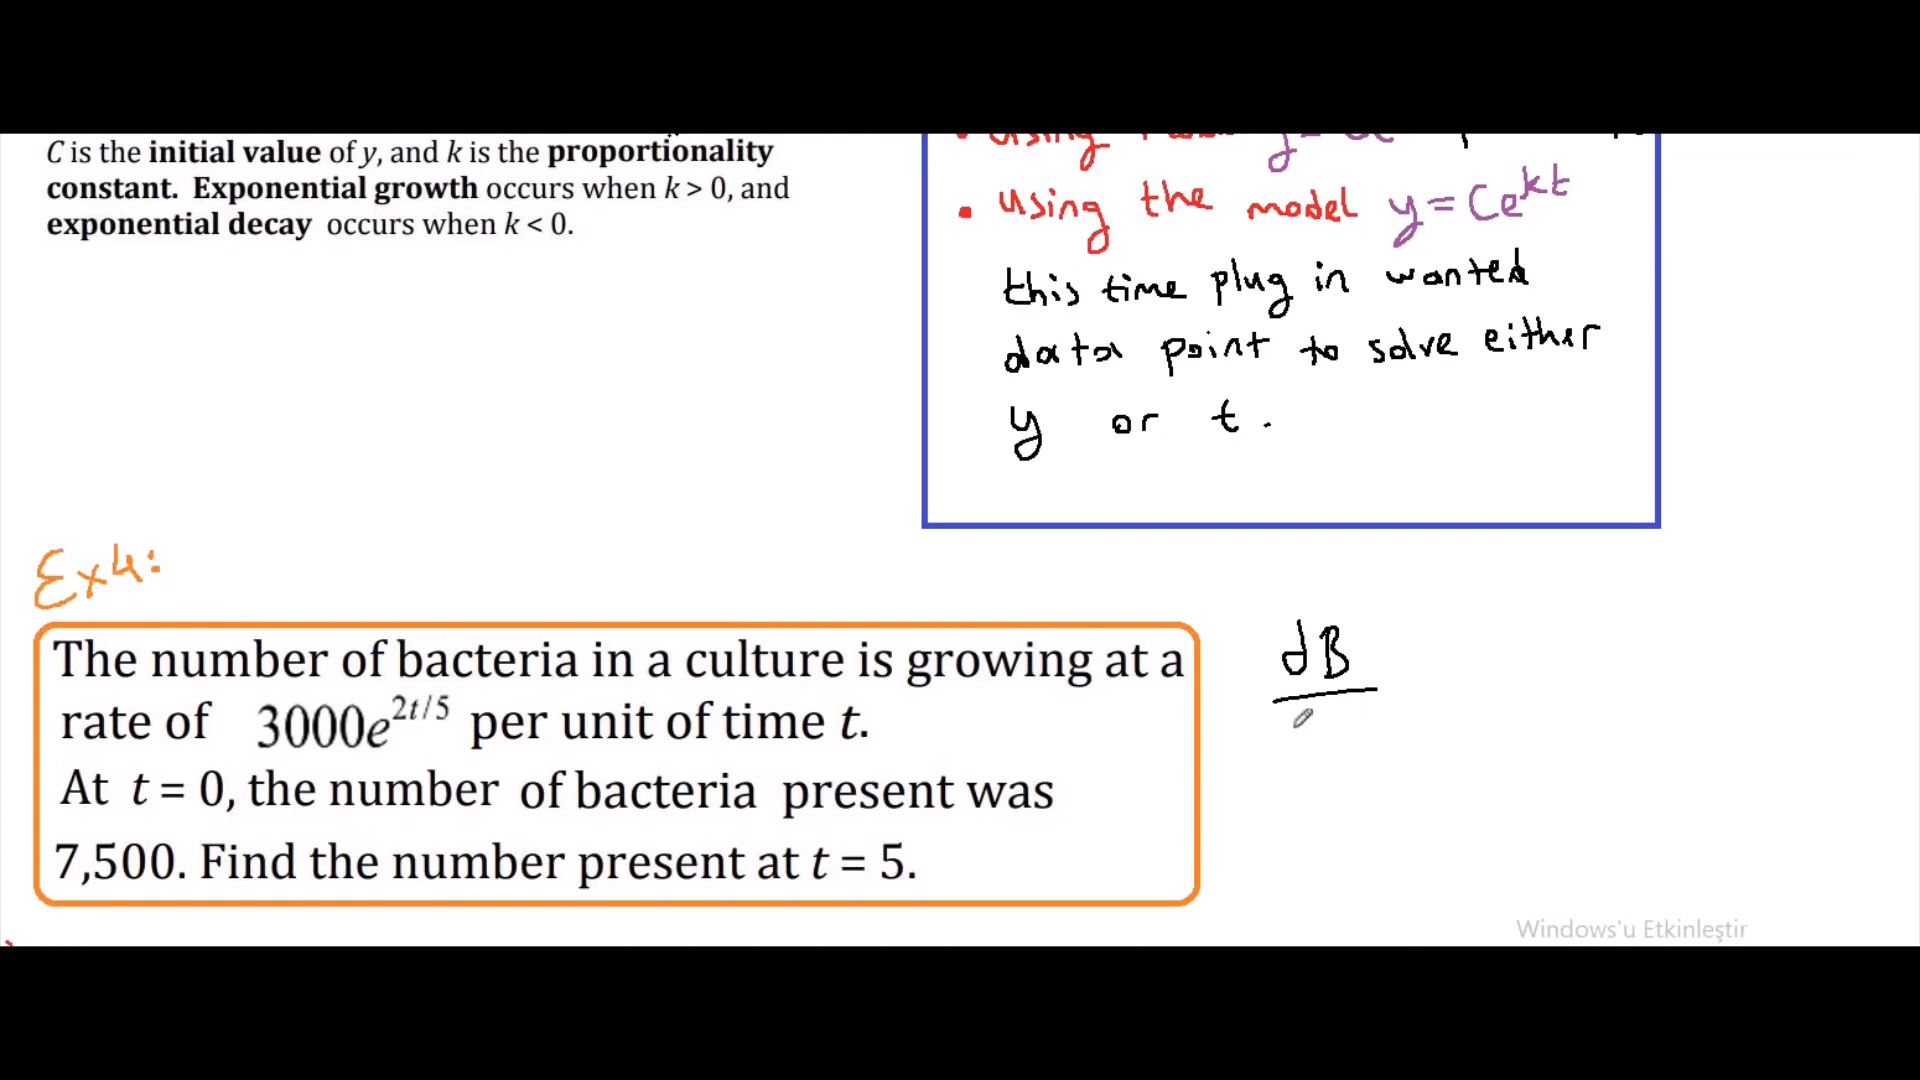 C is the initial value of y, and k is the proportionality
constant. Exponential growth occurs when k > 0, and
exponential decay occurs when k < 0.
• using
• using the model y = Ce^kt
this time plug in wanted
data point to solve either
y or t.
Ex4:
The number of bacteria in a culture is growing at a
rate of 3000e^2t/5 per unit of time t.
At t = 0, the number of bacteria present was
7,500. Find the number present at t = 5.
dB
Windows'u Etkinleştir